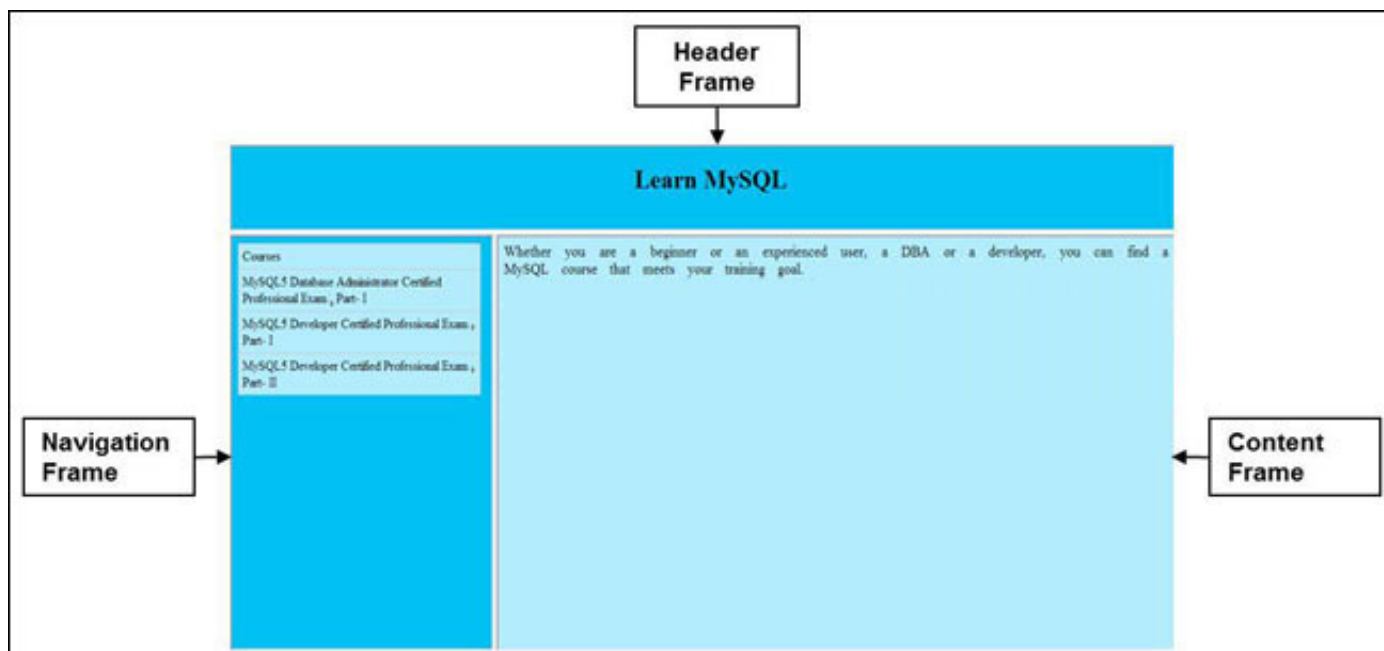 Header
Frame
Learn MySQL
Courses
MySQL5 Database Administrator Certified
Professional Exam , Part- I
MySQL5 Developer Certified Professional Exam ,
Part- I
MySQL5 Developer Certified Professional Exam ,
Part- II
Whether you are a beginner or an experienced user, a DBA or a developer, you can find a
MySQL course that meets your training goal.
Navigation
Frame
Content
Frame